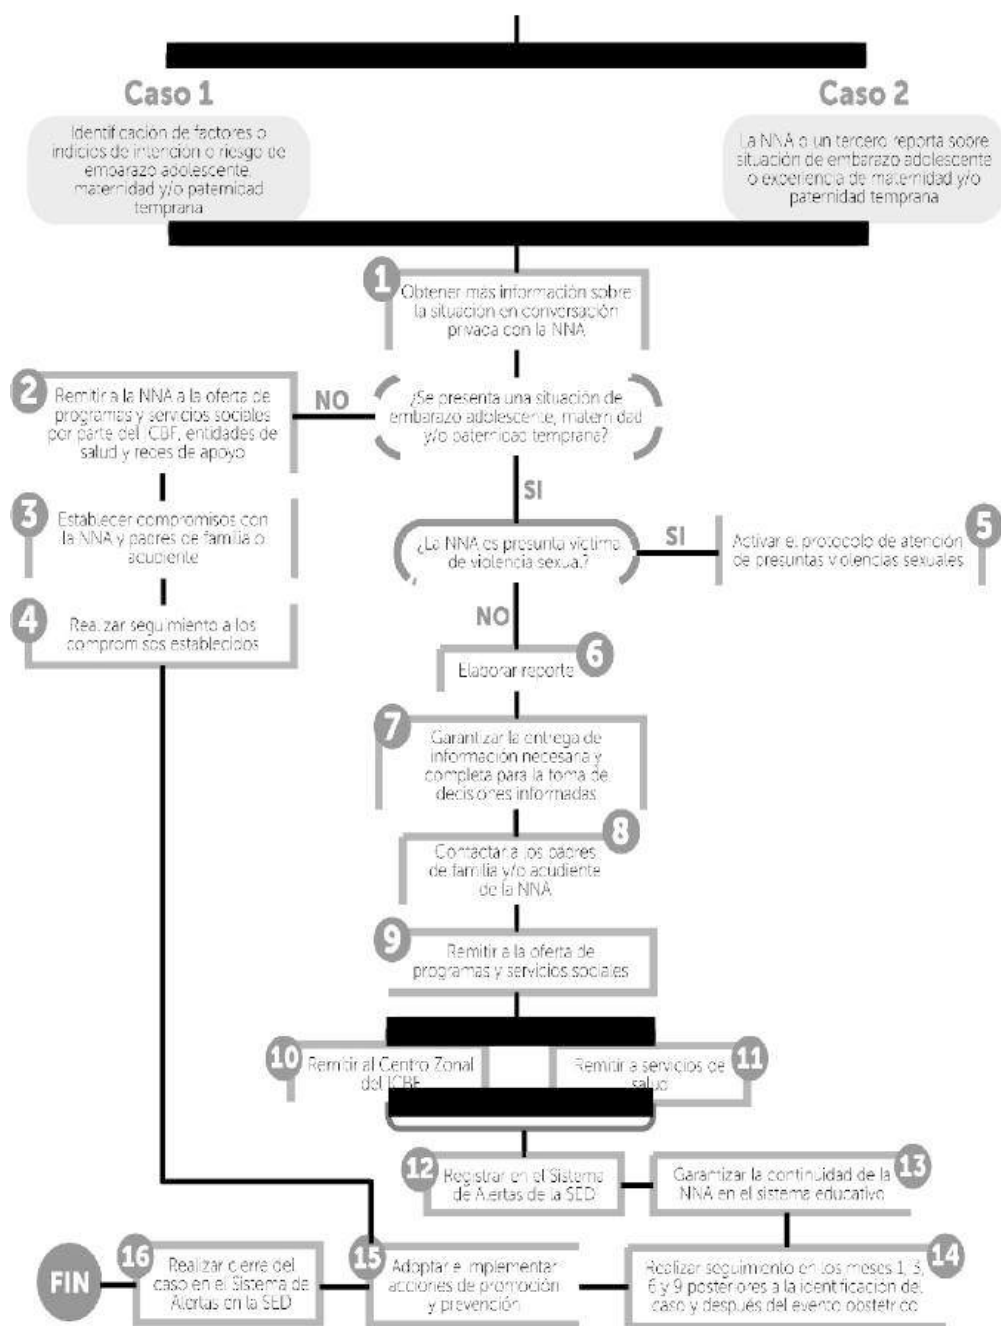 Caso 1
Identificación de factores o
indicios de intención o riesgo de
embarazo adolescente,
maternidad y/o paternidad
temprana
Caso 2
La NNA o un tercero reporta sobre
situación de embarazo adolescente
o experiencia de maternidad y/o
paternidad temprana
1
Obtener más información sobre
la situación en conversación
privada con la NNA
2
Remitir a la NNA a la oferta de
programas y servicios sociales
por parte del ICBF, entidades de
salud y redes de apoyo
NO
¿Se presenta una situación de
embarazo adolescente, maternidad
y/o paternidad temprana?
SI
3
Establecer compromisos con
la NNA y padres de familia o
acudiente
¿La NNA es presunta víctima
de violencia sexual?
SI
5
Activar el protocolo de atención
de presuntas violencias sexuales
4
Realizar seguimiento a los
compromisos establecidos
NO
6
Elaborar reporte
7
Garantizar la entrega de
información necesaria y
completa para la toma de
decisiones informadas
8
Contactar a los padres
de familia y/o acudiente
de la NNA
9
Remitir a la oferta de
programas y servicios sociales
10
Remitir al Centro Zonal
del ICBF
11
Remitir a servicios de
salud
12
Registrar en el Sistema
de Alertas de la SED
13
Garantizar la continuidad de la
NNA en el sistema educativo
14
Realizar seguimiento en los meses 1, 3,
6 y 9 posteriores a la identificación del
caso y después del evento obstétrico
15
Adoptar e implementar
acciones de promoción
y prevención
16
Realizar cierre del
caso en el Sistema de
Alertas en la SED
FIN